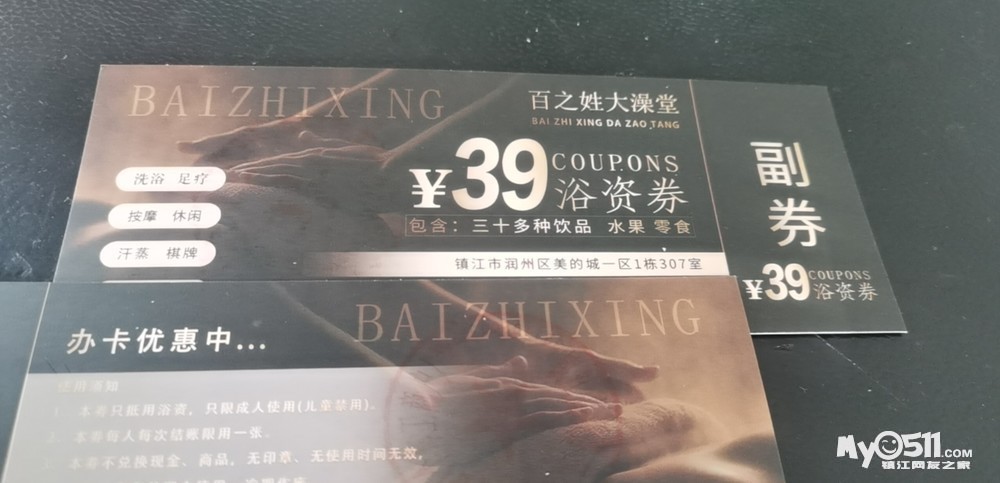 BAIZHIXING
百之姓大澡堂
BAI ZHI XING DA ZAO TANG
¥39 COUPONS
浴资券
包含：三十多种饮品 水果 零食
洗浴 足疗
按摩 休闲
汗蒸 棋牌
镇江市润州区美的城一区1栋307室
副券
¥39 COUPONS
浴资券
BAIZHIXING
办卡优惠中...
使用须知
1、本券只抵用浴资，只限成人使用(儿童禁用)。
2、本券每人每次结账限用一张。
3、本券不兑换现金、商品，无印章、无使用时间无效，
My0511.com
镇江网友之家